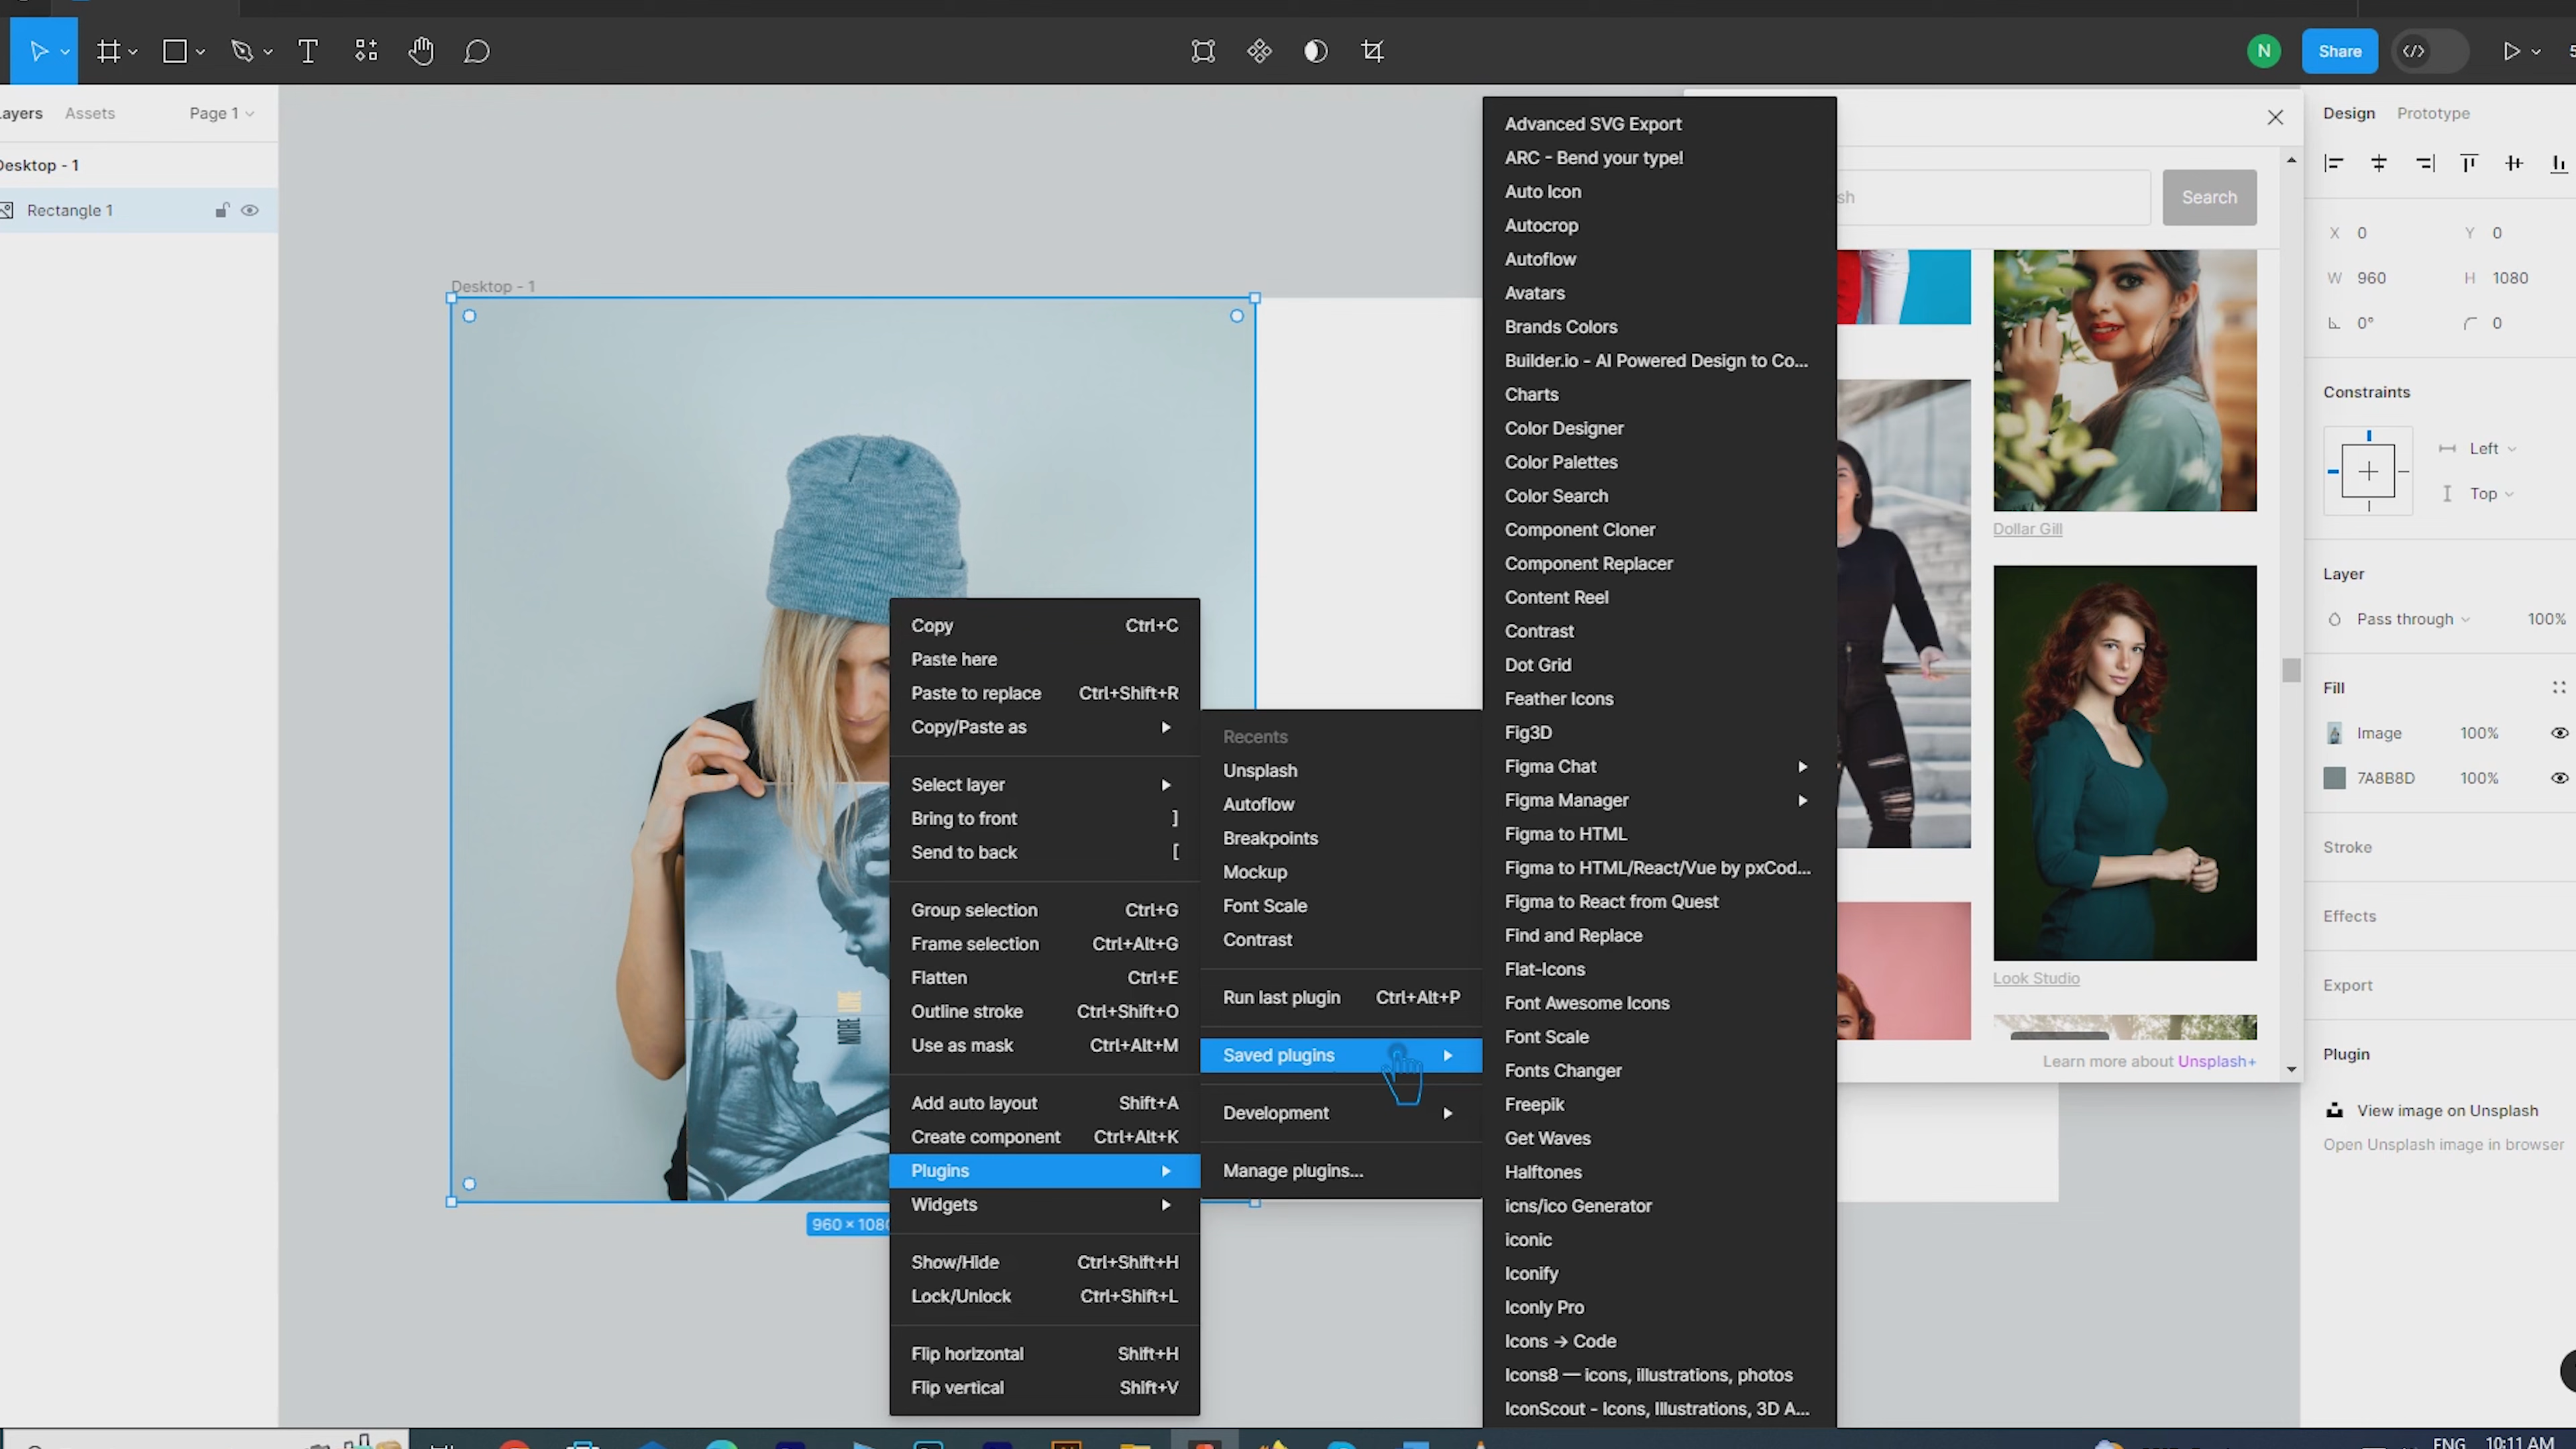 N
Share
Layers
Assets
Page 1
Desktop - 1
Rectangle 1
Desktop - 1
MORE
960 × 108
Copy Ctrl+C
Paste here
Paste to replace Ctrl+Shift+R
Copy/Paste as
Select layer
Bring to front ]
Send to back [
Group selection Ctrl+G
Frame selection Ctrl+Alt+G
Flatten Ctrl+E
Outline stroke Ctrl+Shift+O
Use as mask Ctrl+Alt+M
Add auto layout Shift+A
Create component Ctrl+Alt+K
Plugins
Widgets
Show/Hide Ctrl+Shift+H
Lock/Unlock Ctrl+Shift+L
Flip horizontal Shift+H
Flip vertical Shift+V
Recents
Unsplash
Autoflow
Breakpoints
Mockup
Font Scale
Contrast
Run last plugin Ctrl+Alt+P
Saved plugins
Development
Manage plugins...
Advanced SVG Export
ARC - Bend your type!
Auto Icon
Autocrop
Autoflow
Avatars
Brands Colors
Builder.io - AI Powered Design to Co...
Charts
Color Designer
Color Palettes
Color Search
Component Cloner
Component Replacer
Content Reel
Contrast
Dot Grid
Feather Icons
Fig3D
Figma Chat
Figma Manager
Figma to HTML
Figma to HTML/React/Vue by pxCod...
Figma to React from Quest
Find and Replace
Flat-Icons
Font Awesome Icons
Font Scale
Fonts Changer
Freepik
Get Waves
Halftones
icns/ico Generator
iconic
Iconify
Iconly Pro
Icons → Code
Icons8 — icons, illustrations, photos
IconScout - Icons, Illustrations, 3D A...
sh
Search
Dollar Gill
Look Studio
Learn more about Unsplash+
Design
Prototype
X 0 Y 0
W 960 H 1080
0° 0
Constraints
Left
Top
Layer
Pass through 100%
Fill
Image 100%
7A8B8D 100%
Stroke
Effects
Export
Plugin
View image on Unsplash
Open Unsplash image in browser
ENG 10:11 AM